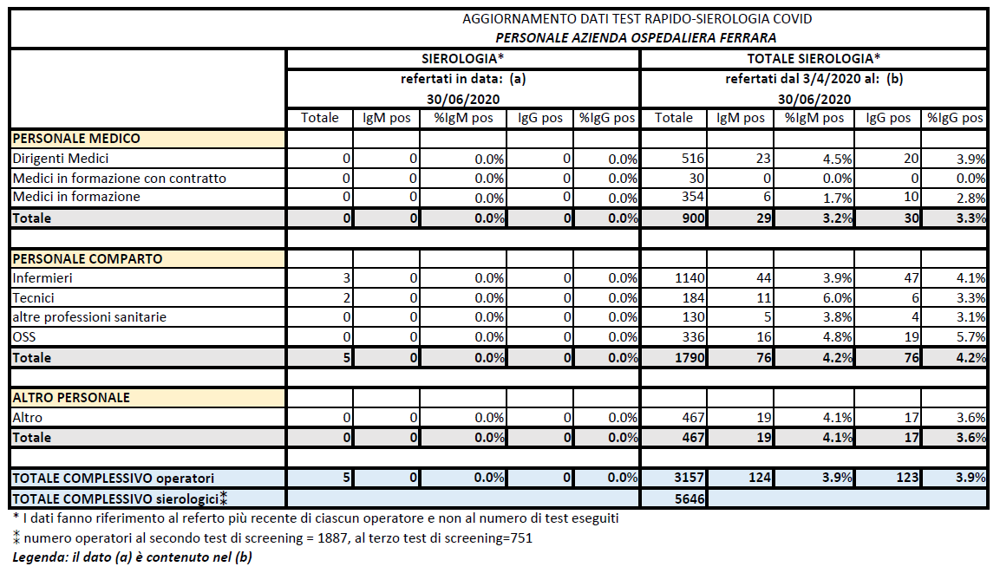 AGGIORNAMENTO DATI TEST RAPIDO-SIEROLOGIA COVID
PERSONALE AZIENDA OSPEDALIERA FERRARA
SIEROLOGIA* TOTALE SIEROLOGIA*
refertati in data: (a) refertati dal 3/4/2020 al: (b)
30/06/2020 30/06/2020
Totale IgM pos %IgM pos IgG pos %IgG pos Totale IgM pos %IgM pos IgG pos %IgG pos
PERSONALE MEDICO
Dirigenti Medici 0 0 0.0% 0 0.0% 516 23 4.5% 20 3.9%
Medici in formazione con contratto 0 0 0.0% 0 0.0% 30 0 0.0% 0 0.0%
Medici in formazione 0 0 0.0% 0 0.0% 354 6 1.7% 10 2.8%
Totale 0 0 0.0% 0 0.0% 900 29 3.2% 30 3.3%
PERSONALE COMPARTO
Infermieri 3 0 0.0% 0 0.0% 1140 44 3.9% 47 4.1%
Tecnici 2 0 0.0% 0 0.0% 184 11 6.0% 6 3.3%
altre professioni sanitarie 0 0 0.0% 0 0.0% 130 5 3.8% 4 3.1%
OSS 0 0 0.0% 0 0.0% 336 16 4.8% 19 5.7%
Totale 5 0 0.0% 0 0.0% 1790 76 4.2% 76 4.2%
ALTRO PERSONALE
Altro 0 0 0.0% 0 0.0% 467 19 4.1% 17 3.6%
Totale 0 0 0.0% 0 0.0% 467 19 4.1% 17 3.6%
TOTALE COMPLESSIVO operatori 5 0 0.0% 0 0.0% 3157 124 3.9% 123 3.9%
TOTALE COMPLESSIVO sierologici⁑ 5646
* I dati fanno riferimento al referto più recente di ciascun operatore e non al numero di test eseguiti
⁑ numero operatori al secondo test di screening = 1887, al terzo test di screening=751
Legenda: il dato (a) è contenuto nel (b)